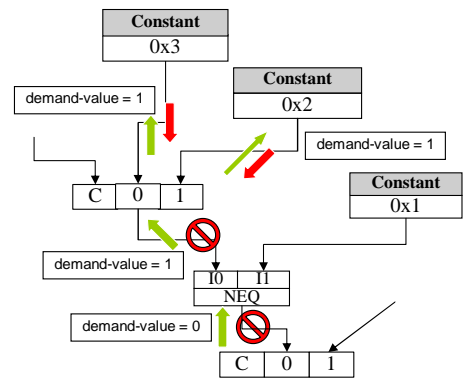 Constant
0x3
Constant
0x2
demand-value = 1
demand-value = 1
Constant
0x1
C 0 1
demand-value = 1
I0 I1
NEQ
demand-value = 0
C 0 1